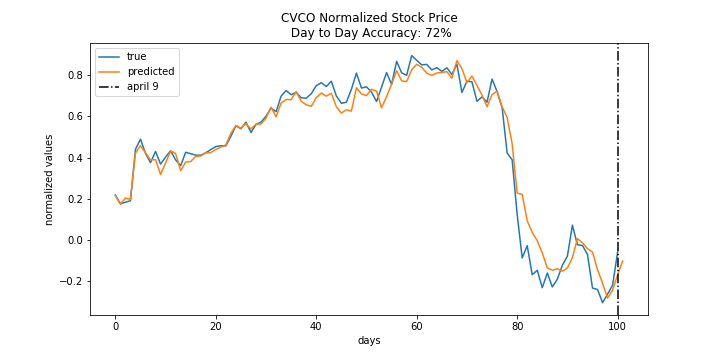 CVCO Normalized Stock Price
Day to Day Accuracy: 72%
true
predicted
april 9
normalized values
0.8
0.6
0.4
0.2
0.0
−0.2
0 20 40 60 80 100
days